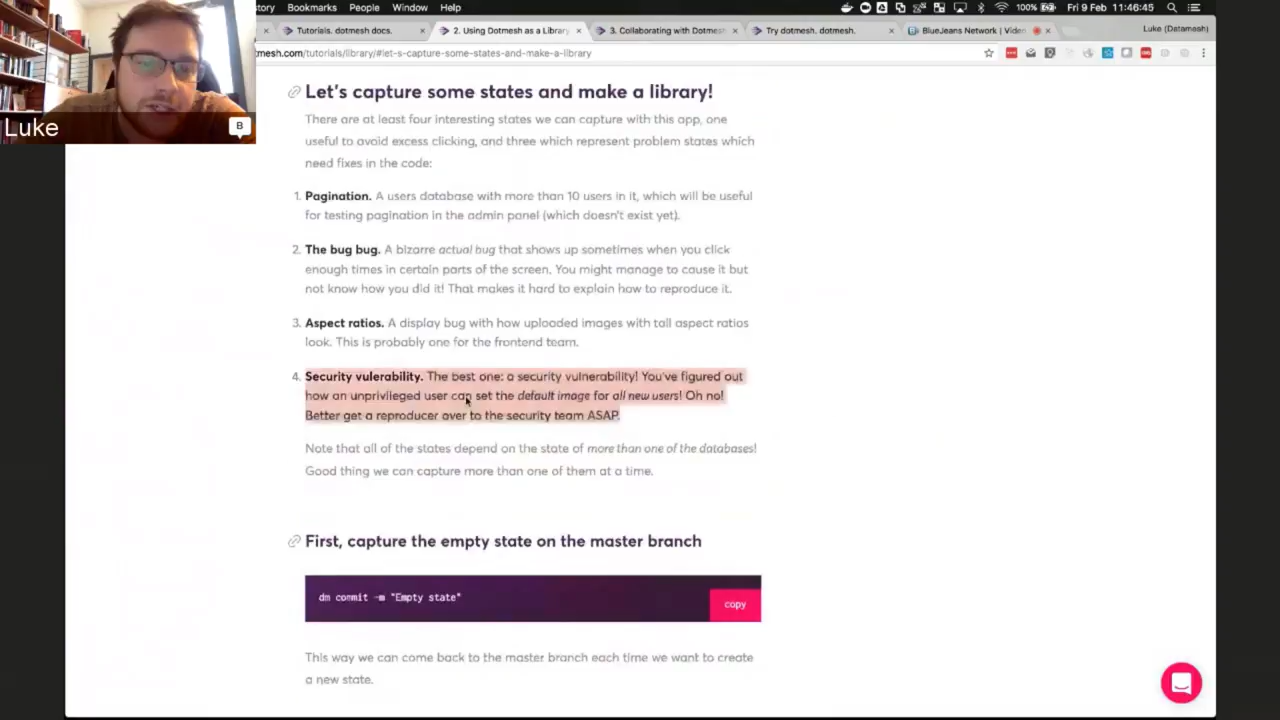 story Bookmarks People Window Help 100% Fri 9 Feb 11:46:45
Tutorials. dotmesh docs. 2. Using Dotmesh as a Library 3. Collaborating with Dotmesh Try dotmesh. dotmesh. BlueJeans Network | Video Luke (Datamesh)
tmesh.com/tutorials/library/#let-s-capture-some-states-and-make-a-library
Luke
B
Let's capture some states and make a library!
There are at least four interesting states we can capture with this app, one
useful to avoid excess clicking, and three which represent problem states which
need fixes in the code:
1. Pagination. A users database with more than 10 users in it, which will be useful
for testing pagination in the admin panel (which doesn't exist yet).
2. The bug bug. A bizarre actual bug that shows up sometimes when you click
enough times in certain parts of the screen. You might manage to cause it but
not know how you did it! That makes it hard to explain how to reproduce it.
3. Aspect ratios. A display bug with how uploaded images with tall aspect ratios
look. This is probably one for the frontend team.
4. Security vulerability. The best one: a security vulnerability! You've figured out
how an unprivileged user can set the default image for all new users! Oh no!
Better get a reproducer over to the security team ASAP.
Note that all of the states depend on the state of more than one of the databases!
Good thing we can capture more than one of them at a time.
First, capture the empty state on the master branch
dm commit -m "Empty state"
copy
This way we can come back to the master branch each time we want to create
a new state.